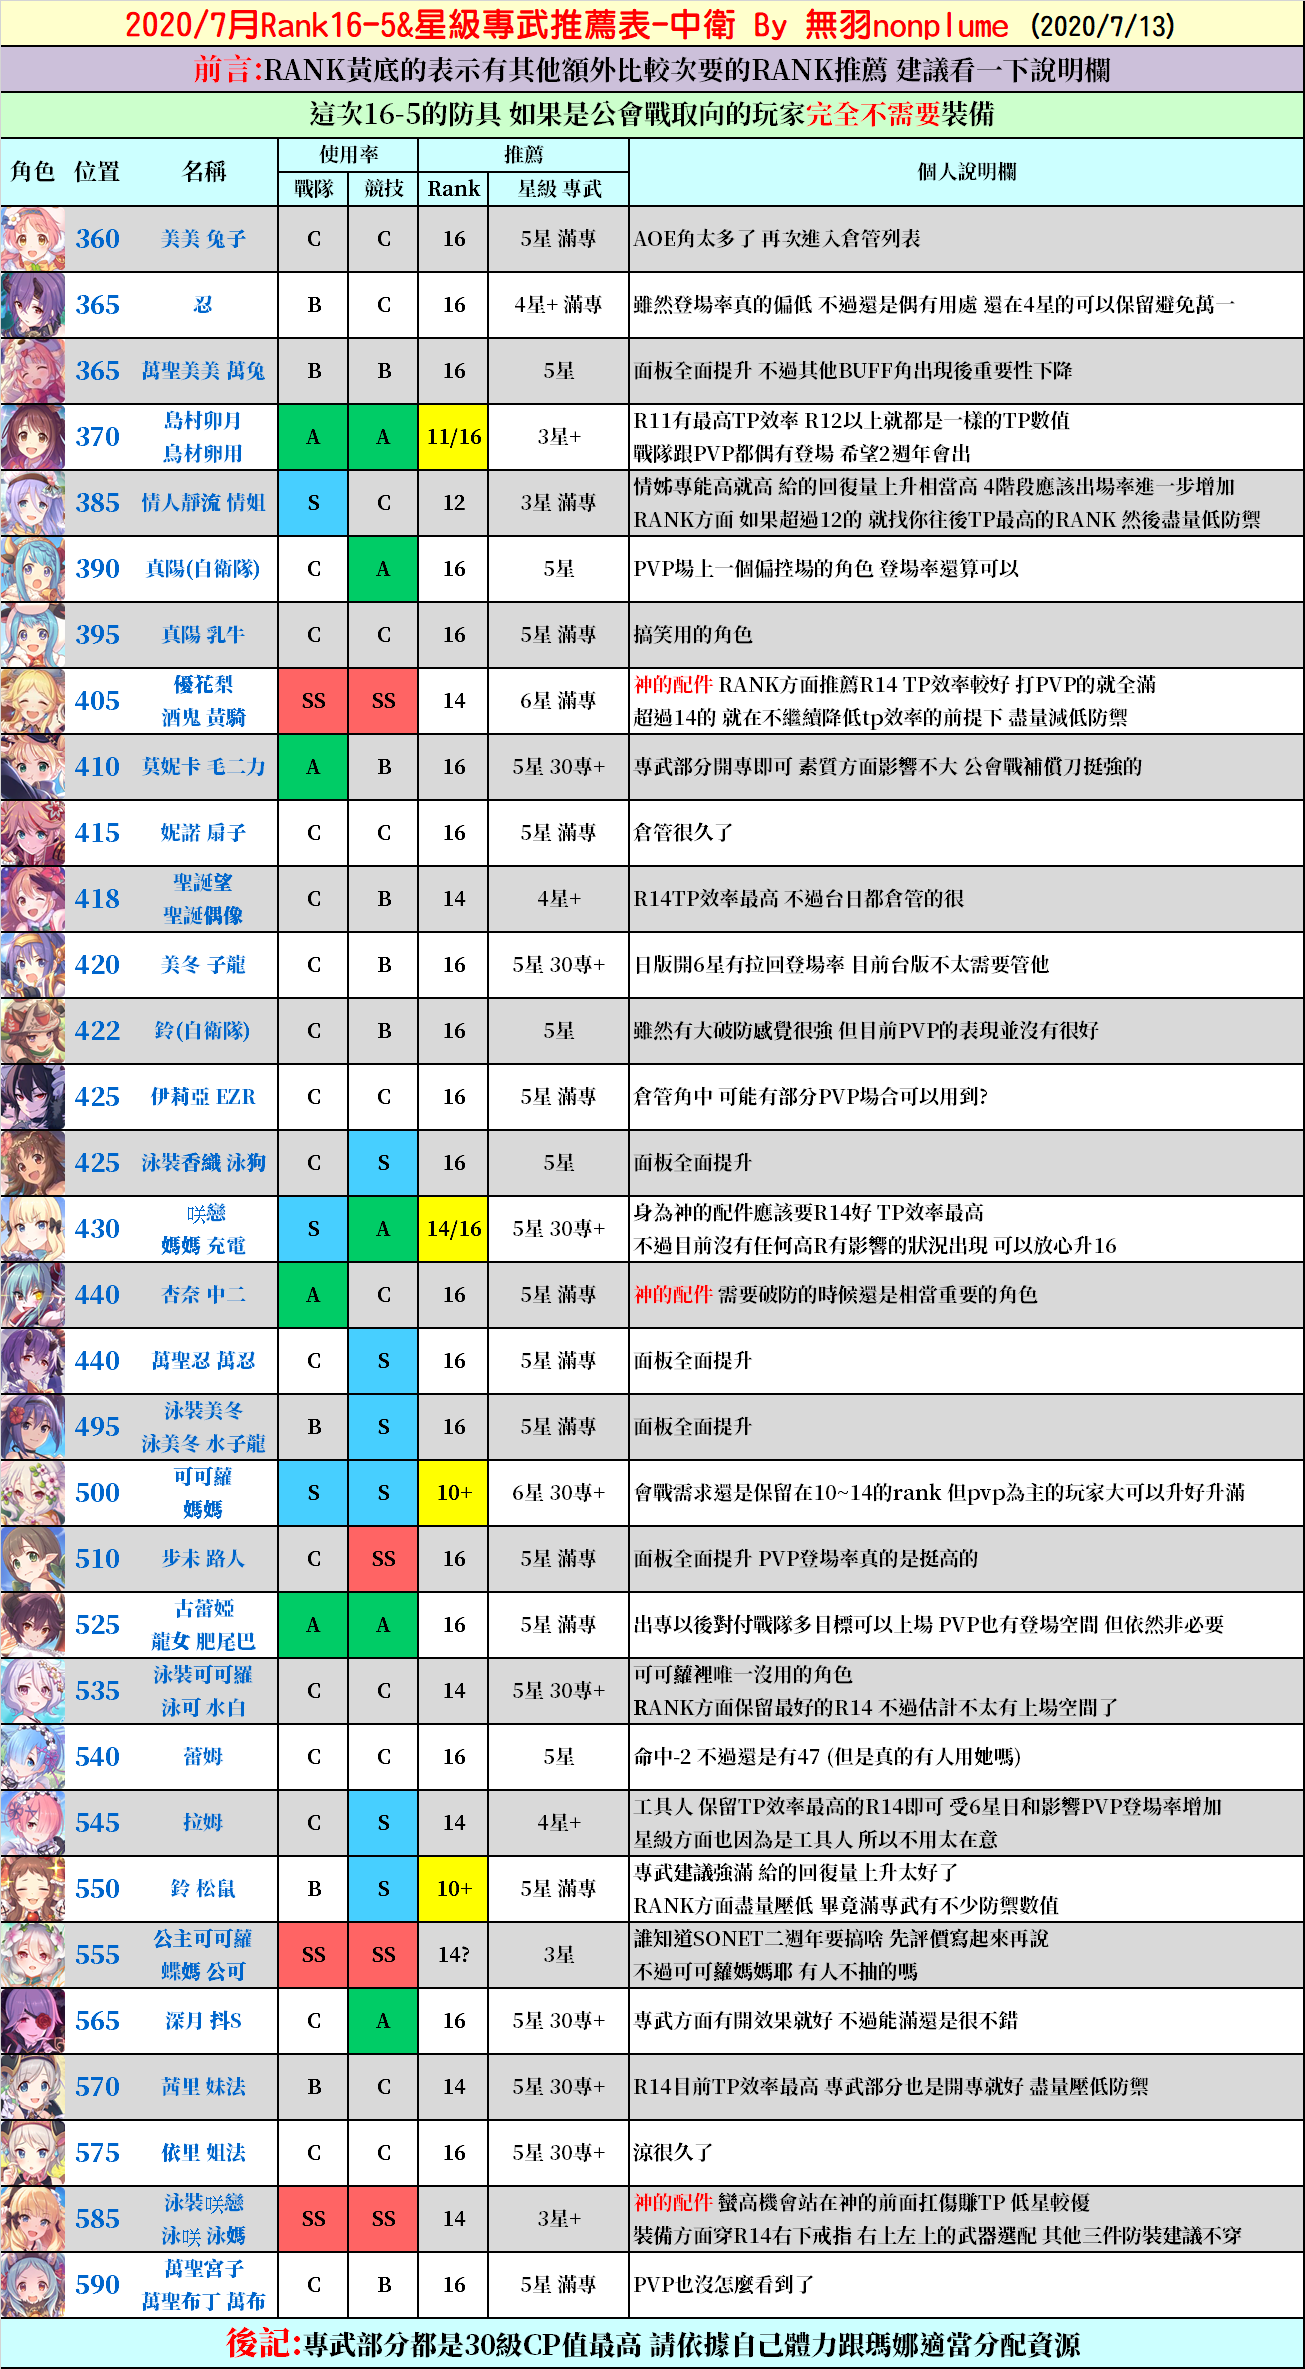 2020/7月Rank16-5&星級專武推薦表-中衛 By 無羽nonplume (2020/7/13)
前言:RANK黃底的表示有其他額外比較次要的RANK推薦 建議看一下說明欄
這次16-5的防具 如果是公會戰取向的玩家完全不需要裝備
角色 位置 名稱 使用率 推薦 個人說明欄
戰隊 競技 Rank 星級 專武
360 美美 兔子 C C 16 5星 滿專 AOE角太多了 再次進入倉管列表
365 忍 B C 16 4星+ 滿專 雖然登場率真的偏低 不過還是偶有用處 還在4星的可以保留避免萬一
365 萬聖美美 萬兔 B B 16 5星 面板全面提升 不過其他BUFF角出現後重要性下降
島村卯月 R11有最高TP效率 R12以上就都是一樣的TP數值
370 A A 11/16 3星+
鳥材卵用 戰隊跟PVP都偶有登場 希望2週年會出
情姊專能高就高 給的回復量上升相當高 4階段應該出場率進一步增加
385 情人靜流 情姐 S C 12 3星 滿專
RANK方面 如果超過12的 就找你往後TP最高的RANK 然後盡量低防禦
390 真陽(自衛隊) C A 16 5星 PVP場上一個偏控場的角色 登場率還算可以
395 真陽 乳牛 C C 16 5星 滿專 搞笑用的角色
優花梨 神的配件 RANK方面推薦R14 TP效率較好 打PVP的就全滿
405 SS SS 14 6星 滿專
酒鬼 黃騎 超過14的 就在不繼續降低tp效率的前提下 盡量減低防禦
410 莫妮卡 毛二力 A B 16 5星 30專+ 專武部分開專即可 素質方面影響不大 公會戰補償刀挺強的
415 妮諾 扇子 C C 16 5星 滿專 倉管很久了
聖誕望
418 C B 14 4星+ R14TP效率最高 不過台日都倉管的很
聖誕偶像
420 美冬 子龍 C B 16 5星 30專+ 日版開6星有拉回登場率 目前台版不太需要管他
422 鈴(自衛隊) C B 16 5星 雖然有大破防感覺很強 但目前PVP的表現並沒有很好
425 伊莉亞 EZR C C 16 5星 滿專 倉管角中 可能有部分PVP場合可以用到?
425 泳裝香織 泳狗 C S 16 5星 面板全面提升
咲戀 身為神的配件應該要R14好 TP效率最高
430 S A 14/16 5星 30專+
媽媽 充電 不過目前沒有任何高R有影響的狀況出現 可以放心升16
440 杏奈 中二 A C 16 5星 滿專 神的配件 需要破防的時候還是相當重要的角色
440 萬聖忍 萬忍 C S 16 5星 滿專 面板全面提升
泳裝美冬
495 B S 16 5星 滿專 面板全面提升
泳美冬 水子龍
可可蘿
500 S S 10+ 6星 30專+ 會戰需求還是保留在10~14的rank 但pvp為主的玩家大可以升好升滿
媽媽
510 步未 路人 C SS 16 5星 滿專 面板全面提升 PVP登場率真的是挺高的
古蕾婭
525 A A 16 5星 滿專 出專以後對付戰隊多目標可以上場 PVP也有登場空間 但依然非必要
龍女 肥尾巴
泳裝可可羅 可可蘿裡唯一沒用的角色
535 C C 14 5星 30專+
泳可 水白 RANK方面保留最好的R14 不過估計不太有上場空間了
540 蕾姆 C C 16 5星 命中-2 不過還是有47 (但是真的有人用她嗎)
工具人 保留TP效率最高的R14即可 受6星日和影響PVP登場率增加
545 拉姆 C S 14 4星+
星級方面也因為是工具人 所以不用太在意
專武建議強滿 給的回復量上升太好了
550 鈴 松鼠 B S 10+ 5星 滿專
RANK方面盡量壓低 畢竟滿專武有不少防禦數值
公主可可蘿 誰知道SONET二週年要搞啥 先評價寫起來再說
555 SS SS 14? 3星
蝶媽 公可 不過可可蘿媽媽耶 有人不抽的嗎
565 深月 抖S C A 16 5星 30專+ 專武方面有開效果就好 不過能滿還是很不錯
570 茜里 妹法 B C 14 5星 30專+ R14目前TP效率最高 專武部分也是開專就好 盡量壓低防禦
575 依里 姐法 C C 16 5星 30專+ 涼很久了
泳裝咲戀 神的配件 蠻高機會站在神的前面扛傷賺TP 低星較優
585 SS SS 14 3星+
泳咲 泳媽 裝備方面穿R14右下戒指 右上左上的武器選配 其他三件防裝建議不穿
萬聖宮子
590 C B 16 5星 滿專 PVP也沒怎麼看到了
萬聖布丁 萬布
後記:專武部分都是30級CP值最高 請依據自己體力跟瑪娜適當分配資源